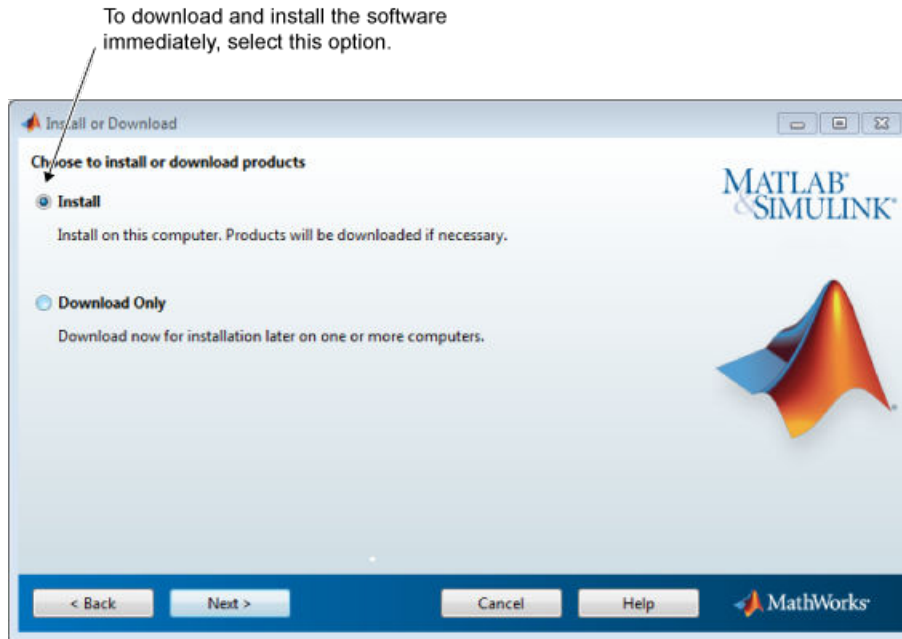 To download and install the software
immediately, select this option.
Install or Download
Choose to install or download products
MATLAB®
&SIMULINK®
Install
Install on this computer. Products will be downloaded if necessary.
Download Only
Download now for installation later on one or more computers.
< Back
Next >
Cancel
Help
MathWorks®